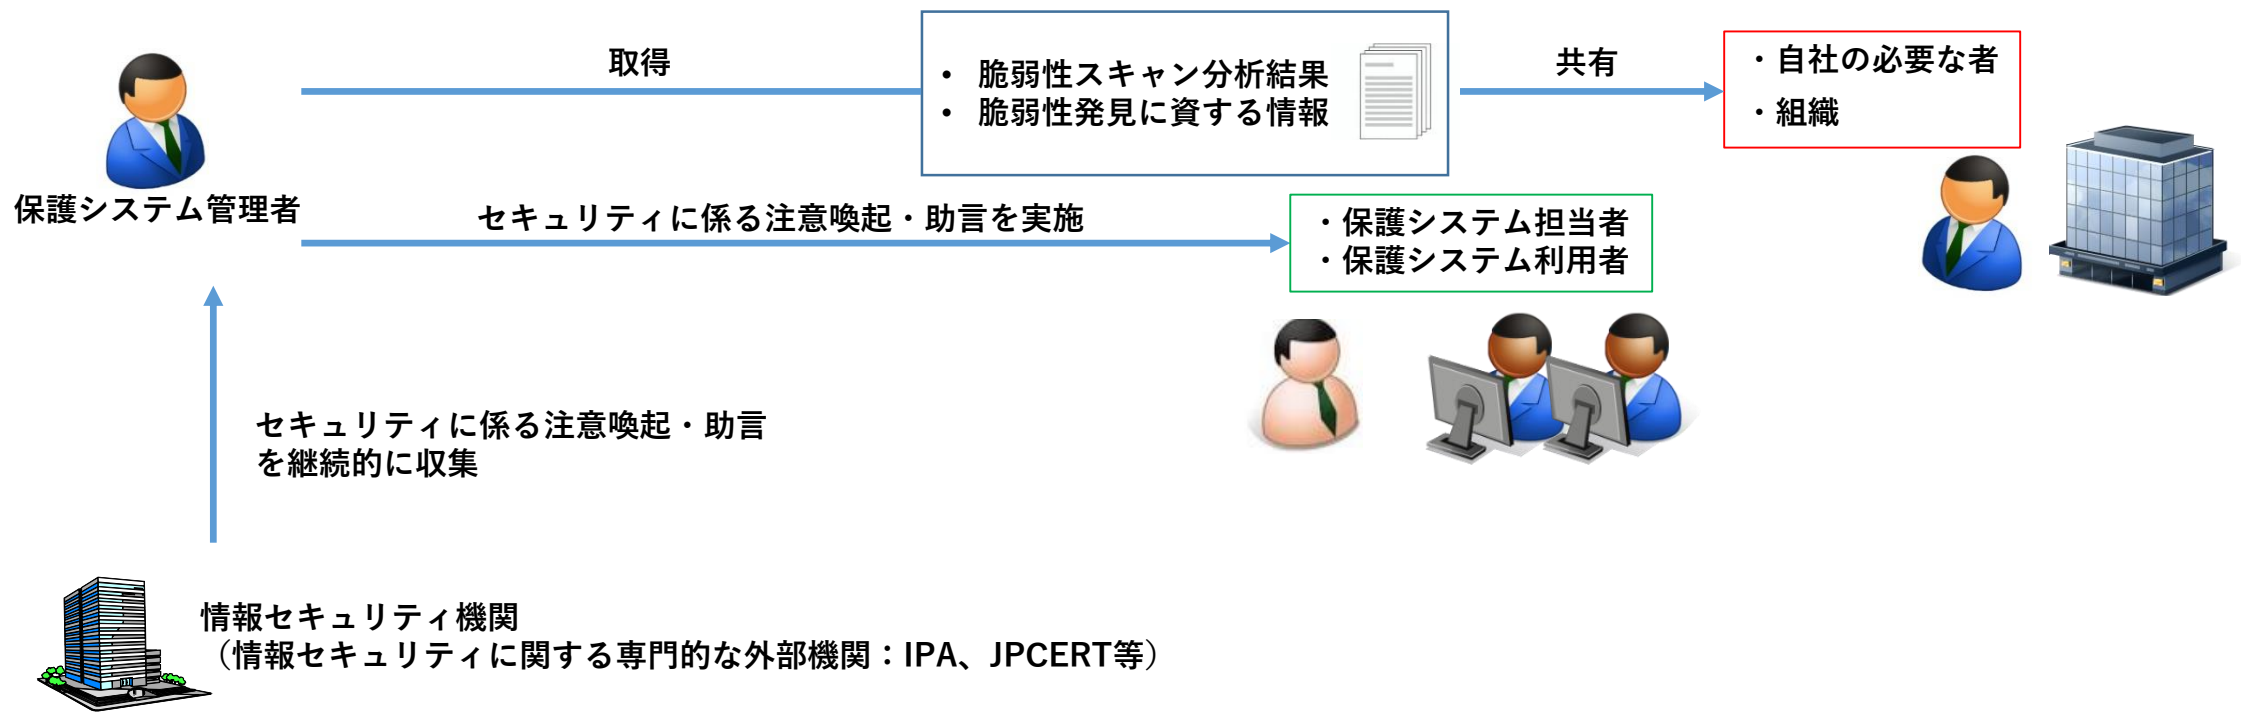 取得
・ 脆弱性スキャン分析結果
・ 脆弱性発見に資する情報
共有
・自社の必要な者
・組織
保護システム管理者
セキュリティに係る注意喚起・助言を実施
・保護システム担当者
・保護システム利用者
セキュリティに係る注意喚起・助言
を継続的に収集
情報セキュリティ機関
（情報セキュリティに関する専門的な外部機関：IPA、JPCERT等）